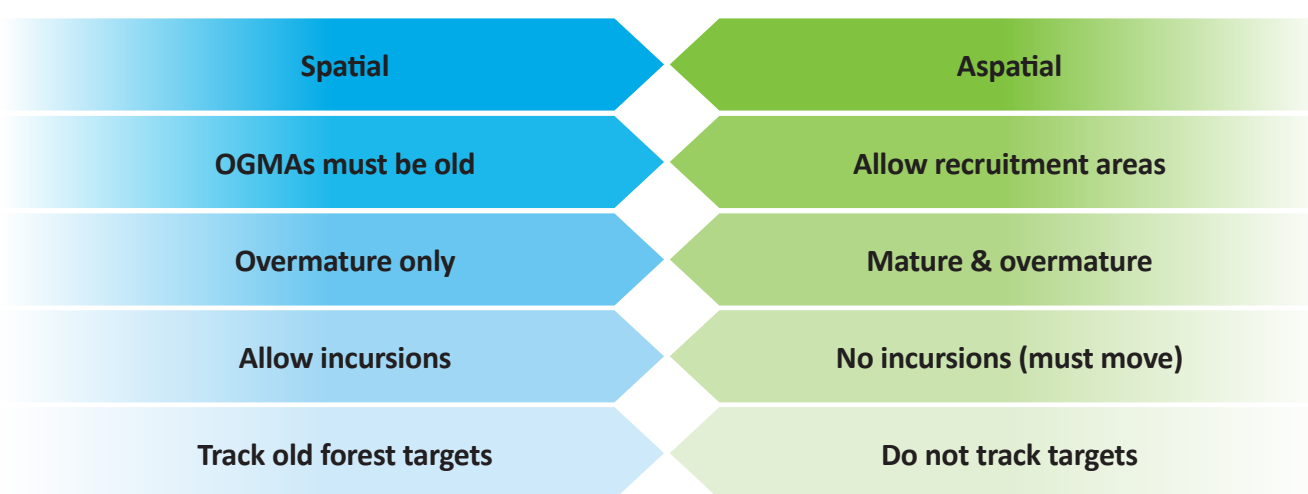 Spatial
Aspatial
OGMAs must be old
Allow recruitment areas
Overmature only
Mature & overmature
Allow incursions
No incursions (must move)
Track old forest targets
Do not track targets